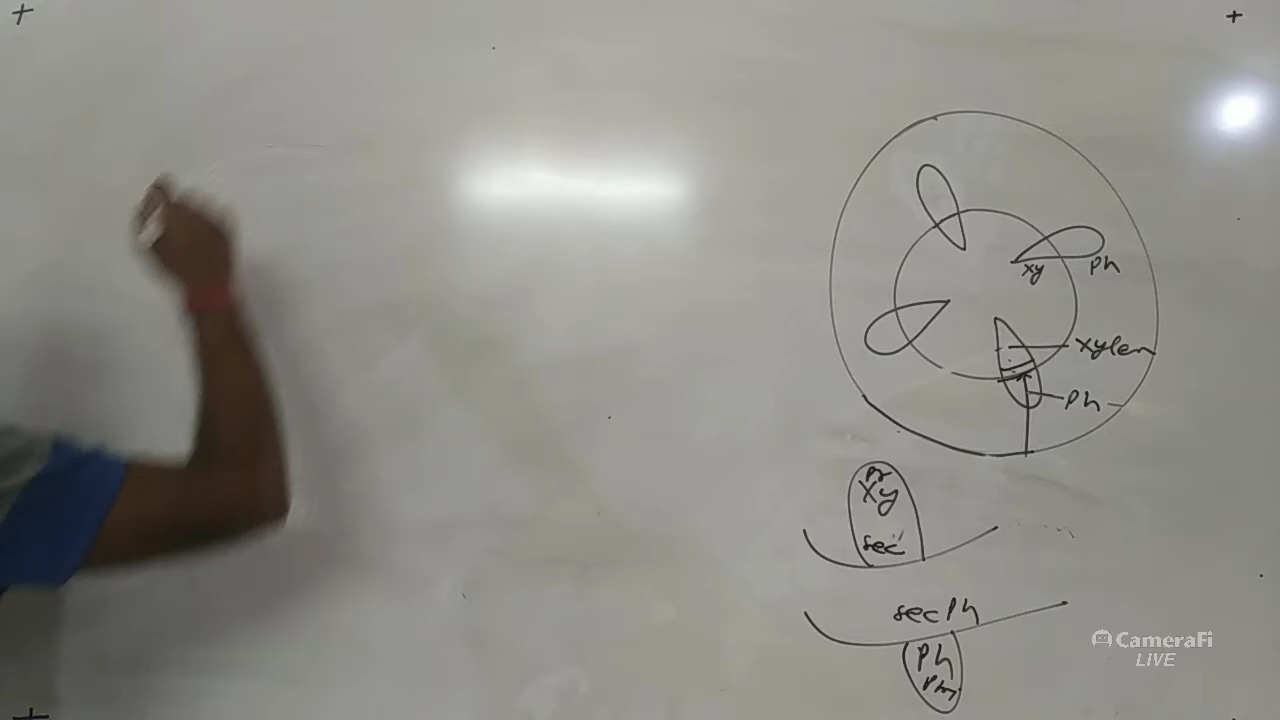 xy Ph
xylem
Ph
Pr
Xy
sec
sec Ph
Ph
CameraFi
LIVE